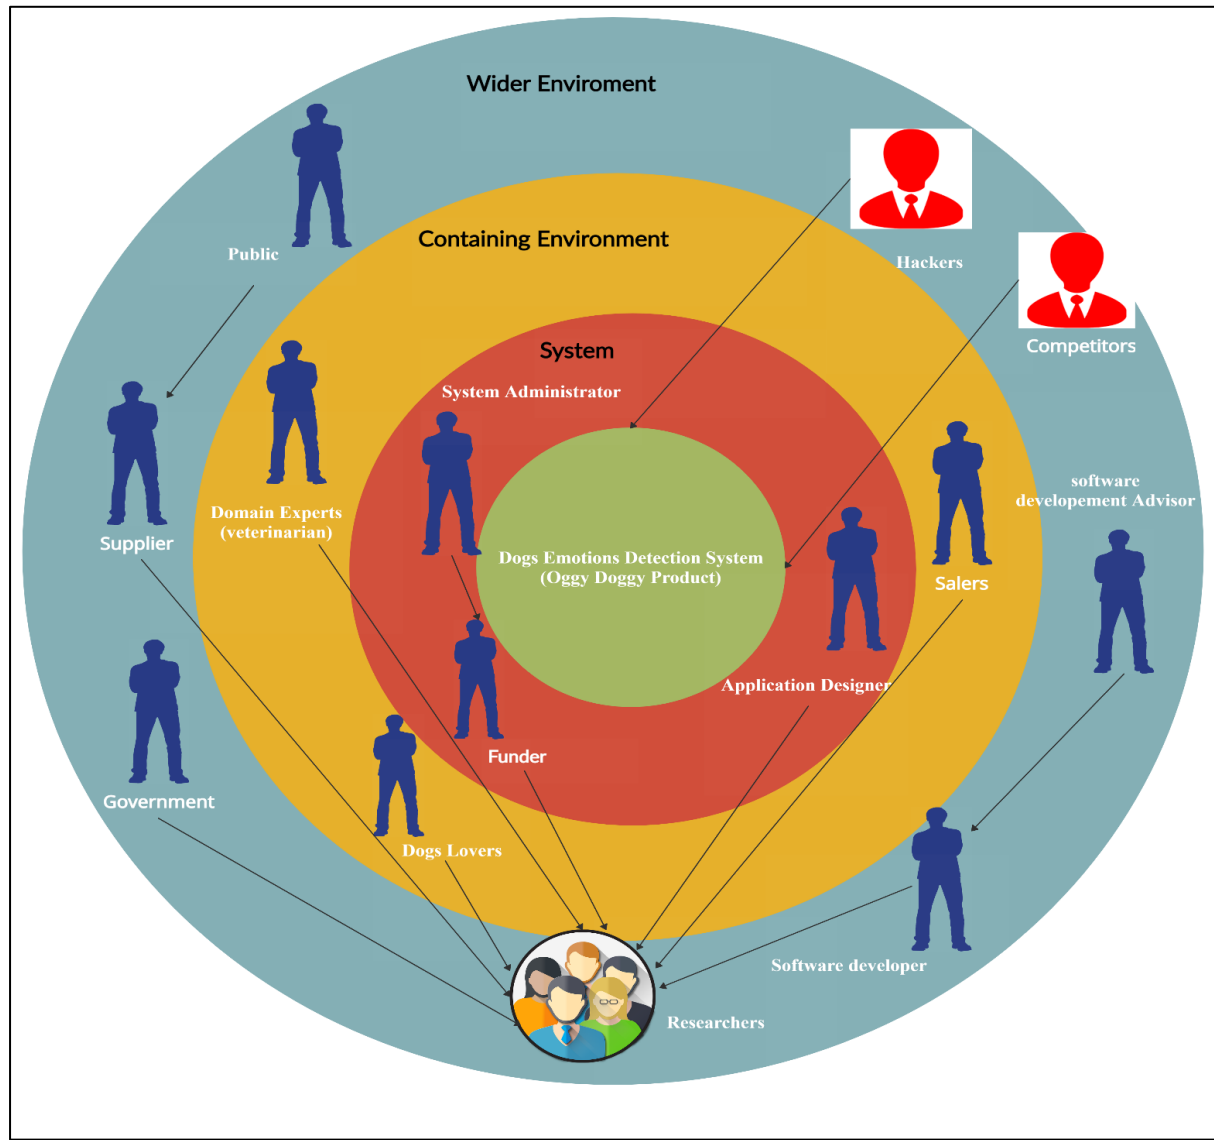 Wider Enviroment
Public
Containing Environment
Hackers
Competitors
System
System Administrator
Domain Experts
(veterinarian)
Supplier
software
developement Advisor
Dogs Emotions Detection System
(Oggy Doggy Product)
Salers
Application Designer
Funder
Government
Dogs Lovers
Software developer
Researchers